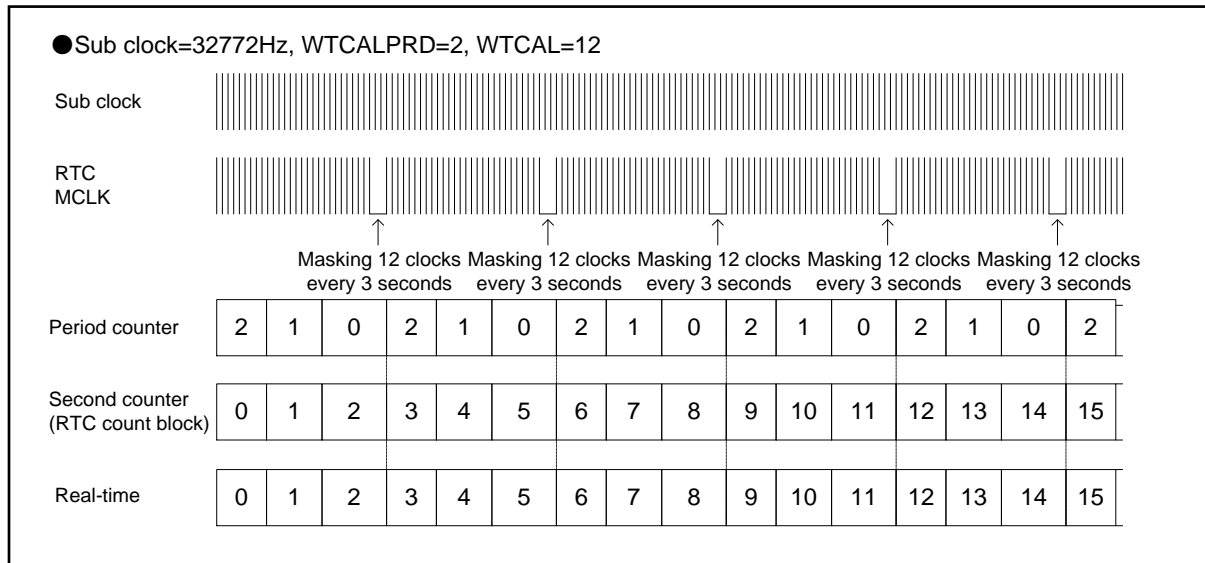 ●Sub clock=32772Hz, WTCALPRD=2, WTCAL=12
Sub clock
RTC
MCLK
Masking 12 clocks every 3 seconds
Masking 12 clocks every 3 seconds
Masking 12 clocks every 3 seconds
Masking 12 clocks every 3 seconds
Masking 12 clocks every 3 seconds
Period counter 2 1 0 2 1 0 2 1 0 2 1 0 2 1 0 2
Second counter
(RTC count block) 0 1 2 3 4 5 6 7 8 9 10 11 12 13 14 15
Real-time 0 1 2 3 4 5 6 7 8 9 10 11 12 13 14 15